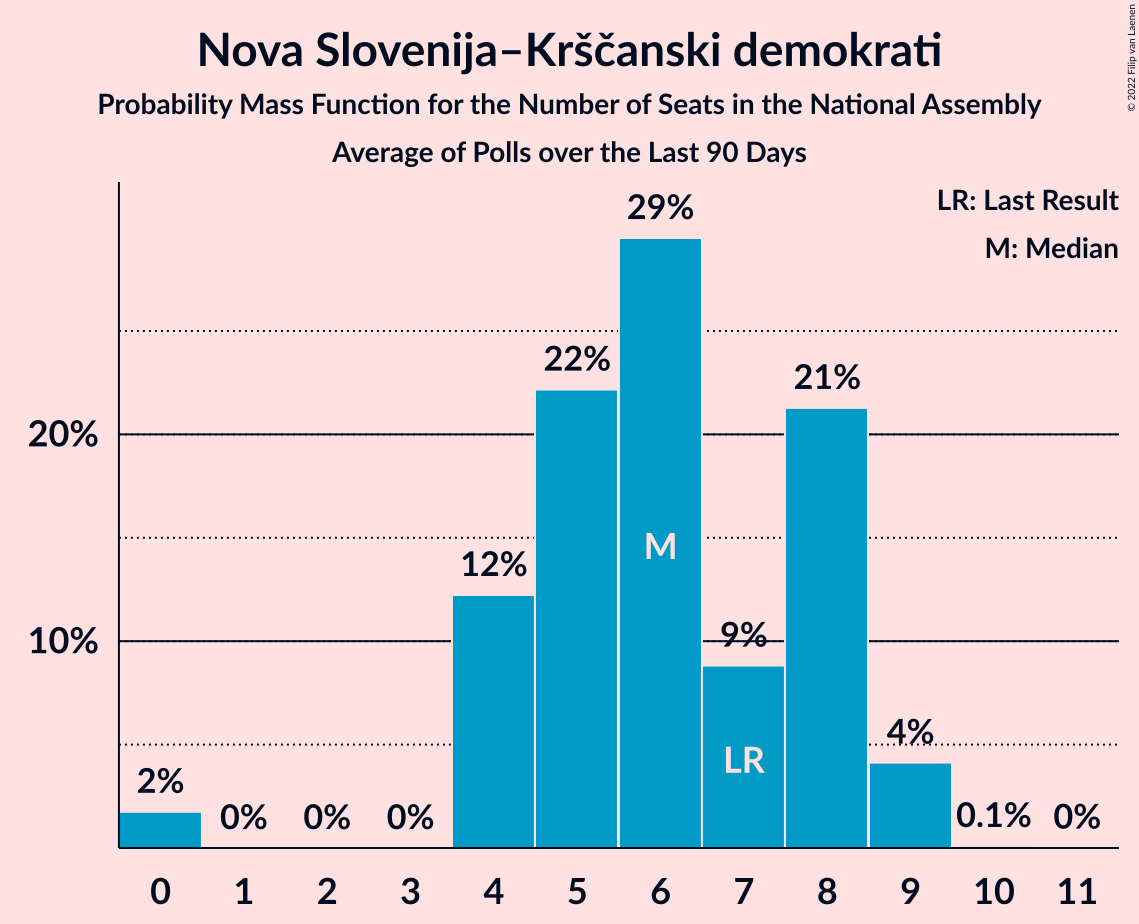 Nova Slovenija–Krščanski demokrati
Probability Mass Function for the Number of Seats in the National Assembly
Average of Polls over the Last 90 Days
© 2022 Filip van Laenen
LR: Last Result
M: Median
29%
22%
21%
20%
M
12%
9%
10%
LR
4%
2%
0%
0%
0%
0.1%
0%
0 1 2 3 4 5 6 7 8 9 10 11